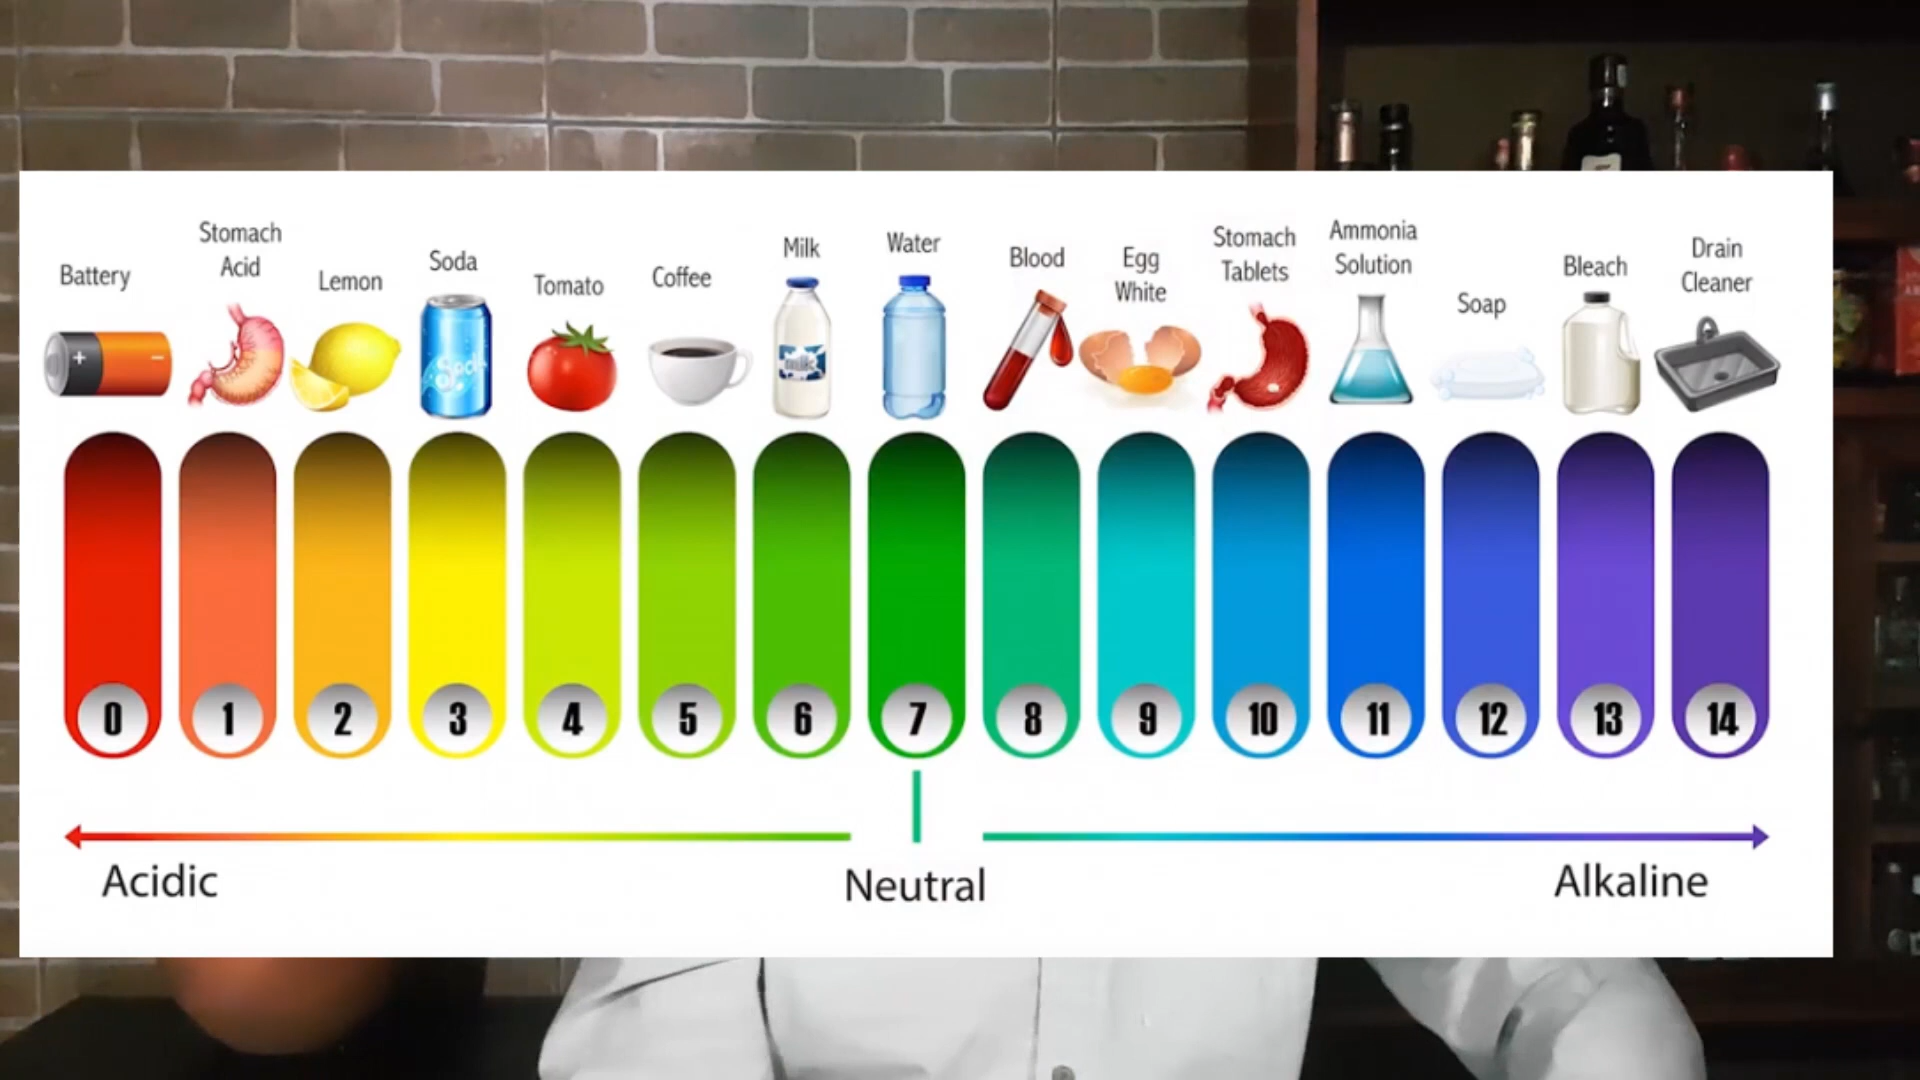 Battery
Stomach
Acid
Lemon
Soda
Tomato
Coffee
Milk
Water
Blood
Egg
White
Stomach
Tablets
Ammonia
Solution
Soap
Bleach
Drain
Cleaner
+ −
Soda
milk
0 1 2 3 4 5 6 7 8 9 10 11 12 13 14
Acidic
Neutral
Alkaline